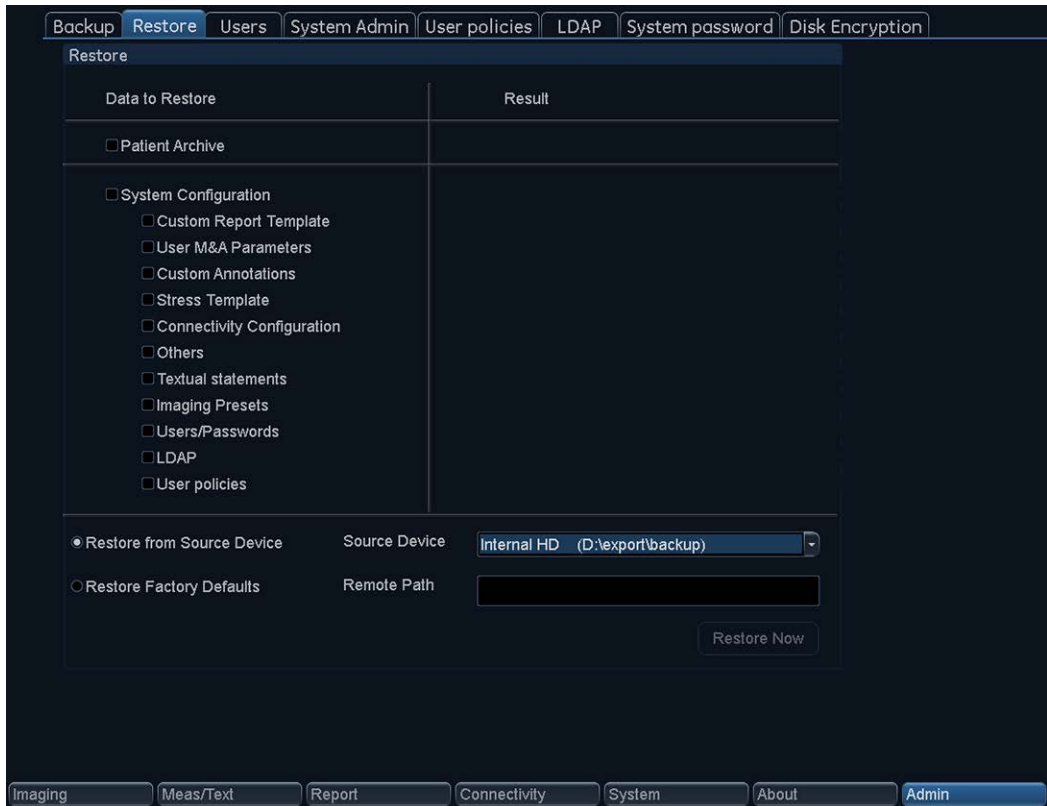 Backup Restore Users System Admin User policies LDAP System password Disk Encryption
Restore
Data to Restore Result
Patient Archive
System Configuration
Custom Report Template
User M&A Parameters
Custom Annotations
Stress Template
Connectivity Configuration
Others
Textual statements
Imaging Presets
Users/Passwords
LDAP
User policies
Restore from Source Device Source Device Internal HD (D:\export\backup)
Restore Factory Defaults Remote Path
Restore Now
Imaging Meas/Text Report Connectivity System About Admin